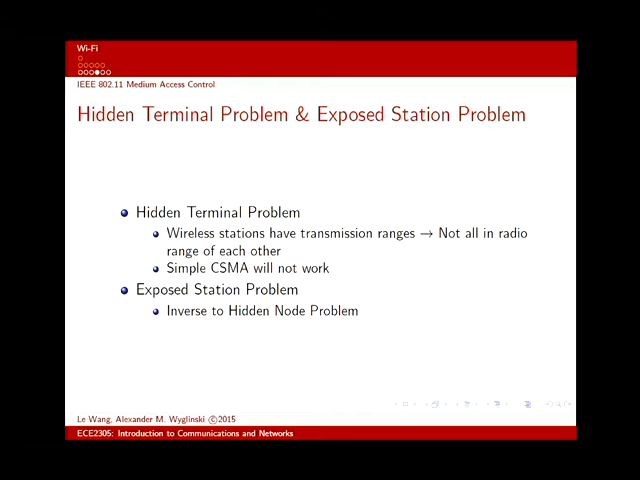 Wi-Fi
IEEE 802.11 Medium Access Control
Hidden Terminal Problem & Exposed Station Problem
Hidden Terminal Problem
Wireless stations have transmission ranges → Not all in radio
range of each other
Simple CSMA will not work
Exposed Station Problem
Inverse to Hidden Node Problem
Le Wang, Alexander M. Wyglinski ©2015
ECE2305: Introduction to Communications and Networks